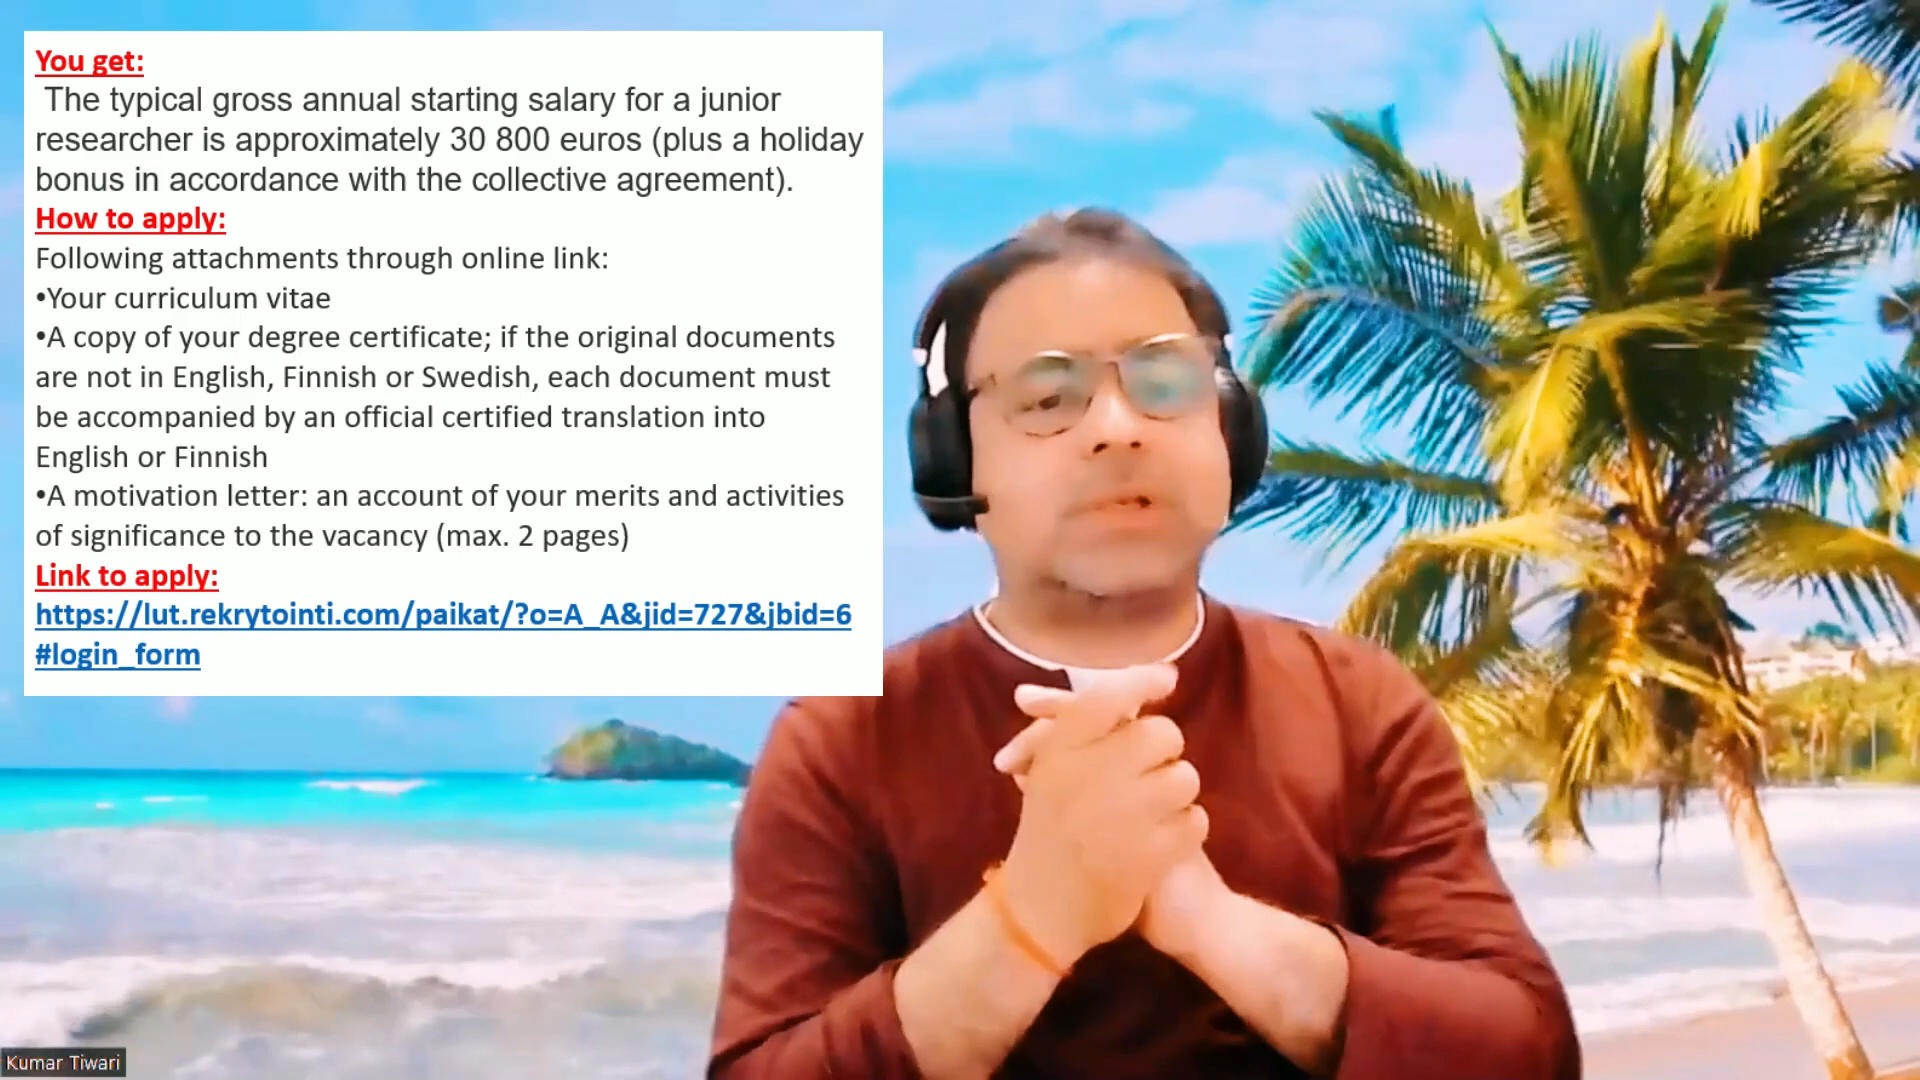 You get:
The typical gross annual starting salary for a junior
researcher is approximately 30 800 euros (plus a holiday
bonus in accordance with the collective agreement).
How to apply:
Following attachments through online link:
•Your curriculum vitae
•A copy of your degree certificate; if the original documents
are not in English, Finnish or Swedish, each document must
be accompanied by an official certified translation into
English or Finnish
•A motivation letter: an account of your merits and activities
of significance to the vacancy (max. 2 pages)
Link to apply:
https://lut.rekrytointi.com/paikat/?o=A_A&jid=727&jbid=6
#login_form
Kumar Tiwari